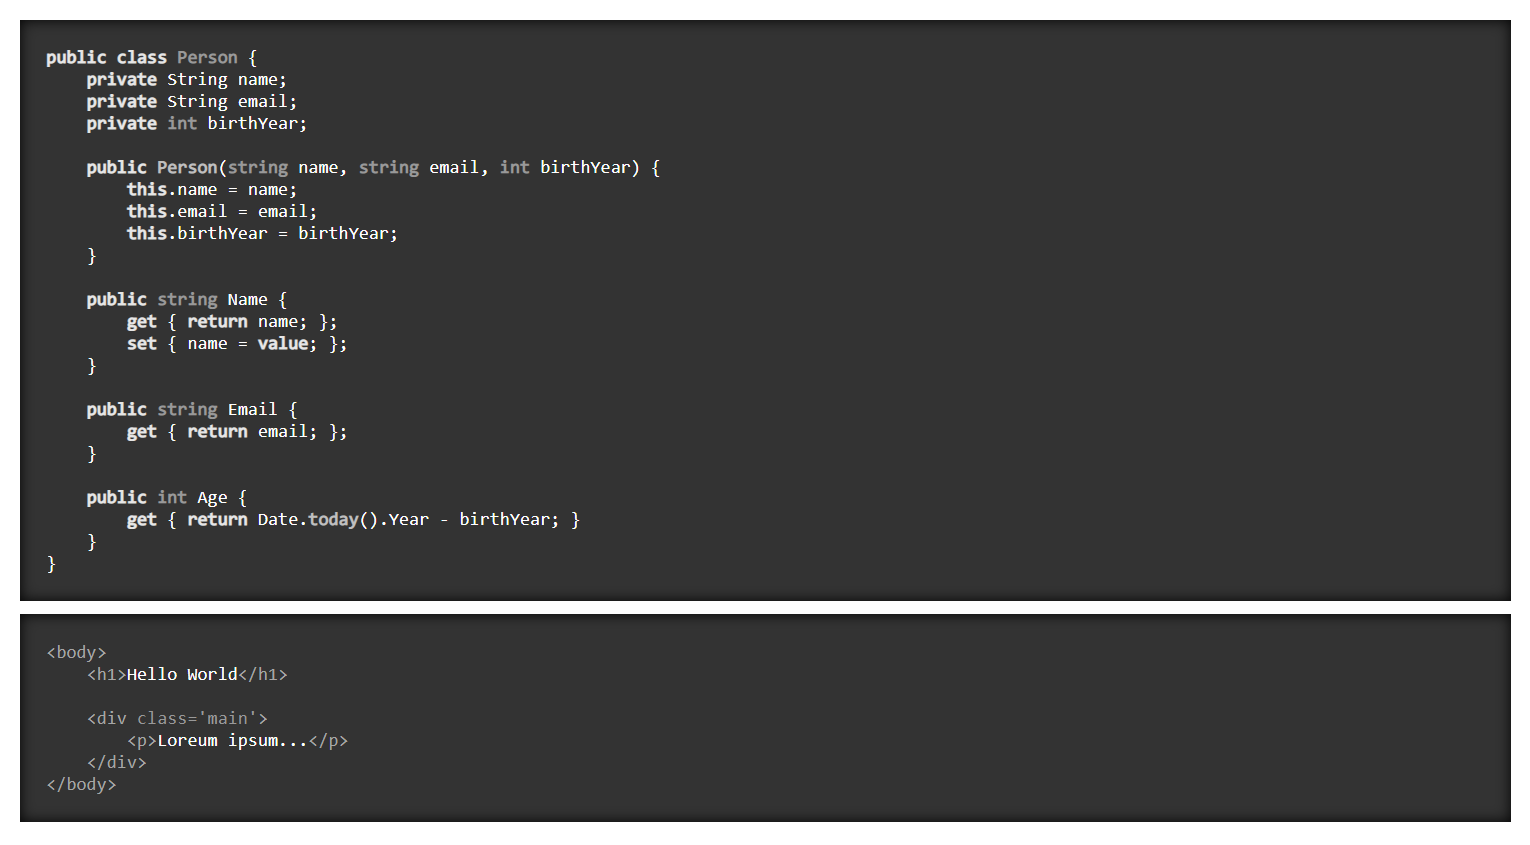 public class Person {
    private String name;
    private String email;
    private int birthYear;

    public Person(string name, string email, int birthYear) {
        this.name = name;
        this.email = email;
        this.birthYear = birthYear;
    }

    public string Name {
        get { return name; };
        set { name = value; };
    }

    public string Email {
        get { return email; };
    }

    public int Age {
        get { return Date.today().Year - birthYear; }
    }
}
<body>
    <h1>Hello World</h1>

    <div class='main'>
        <p>Loreum ipsum...</p>
    </div>
</body>